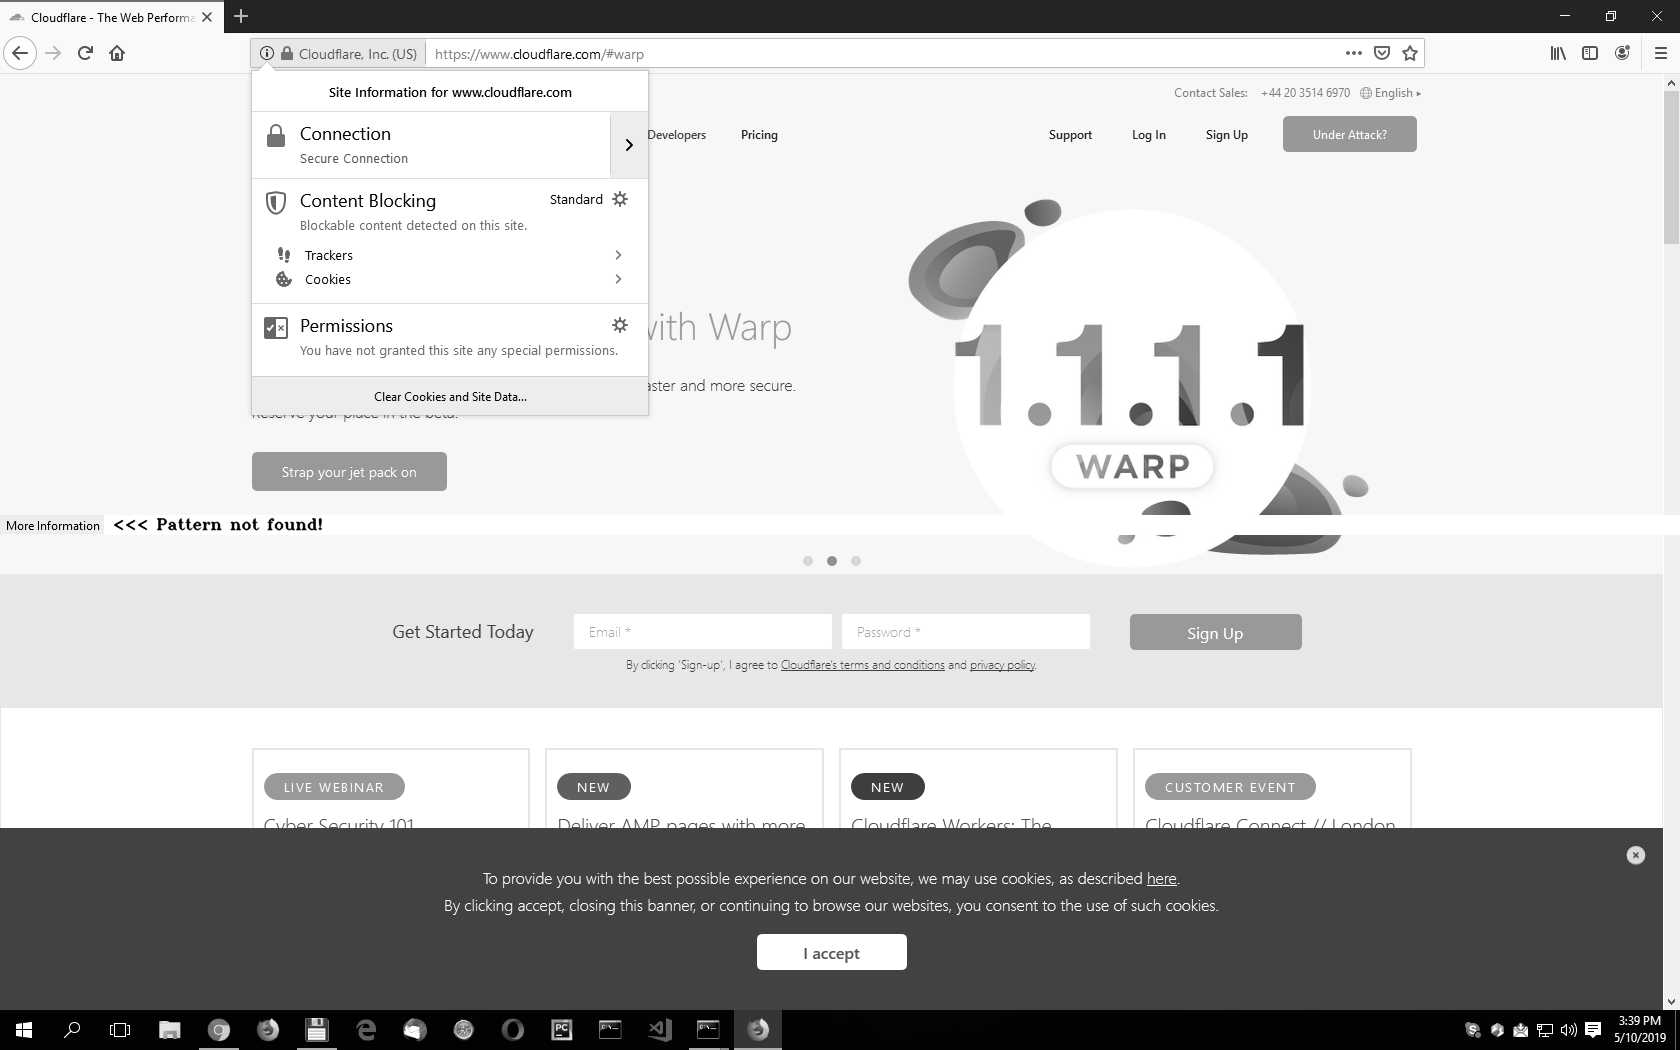 Cloudflare - The Web Performa
Cloudflare, Inc. (US)
https://www.cloudflare.com/#warp
Site Information for www.cloudflare.com
Contact Sales: +44 20 3514 6970 English ▸
Connection
Secure Connection
Developers Pricing Support Log In Sign Up Under Attack?
Content Blocking Standard
Blockable content detected on this site.
Trackers
Cookies
Permissions
You have not granted this site any special permissions.
Clear Cookies and Site Data...
with Warp
aster and more secure.
Reserve your place in the beta.
Strap your jet pack on
1.1.1.1
WARP
More Information <<< Pattern not found!
Get Started Today Email * Password * Sign Up
By clicking 'Sign-up', I agree to Cloudflare's terms and conditions and privacy policy.
LIVE WEBINAR
Cyber Security 101
NEW
Deliver AMP pages with more
NEW
Cloudflare Workers: The
CUSTOMER EVENT
Cloudflare Connect // London
To provide you with the best possible experience on our website, we may use cookies, as described here.
By clicking accept, closing this banner, or continuing to browse our websites, you consent to the use of such cookies.
I accept
PC
3:39 PM
5/10/2019